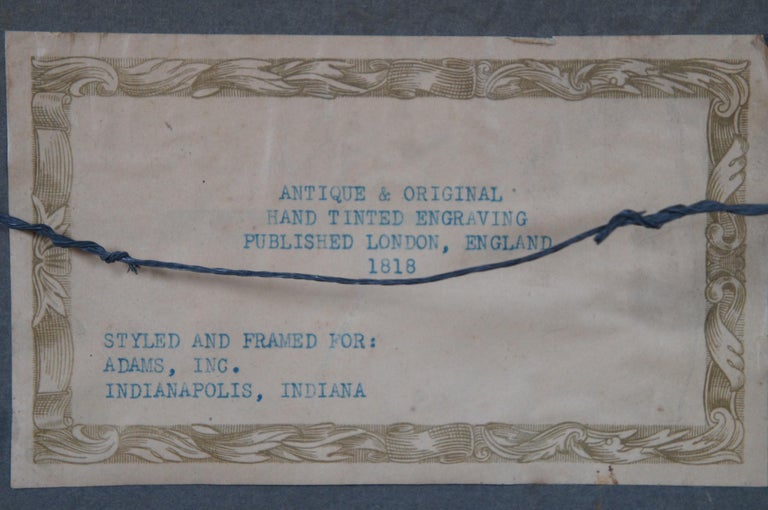 ANTIQUE & ORIGINAL
HAND TINTED ENGRAVING
PUBLISHED LONDON, ENGLAND
1818
STYLED AND FRAMED FOR:
ADAMS, INC.
INDIANAPOLIS, INDIANA